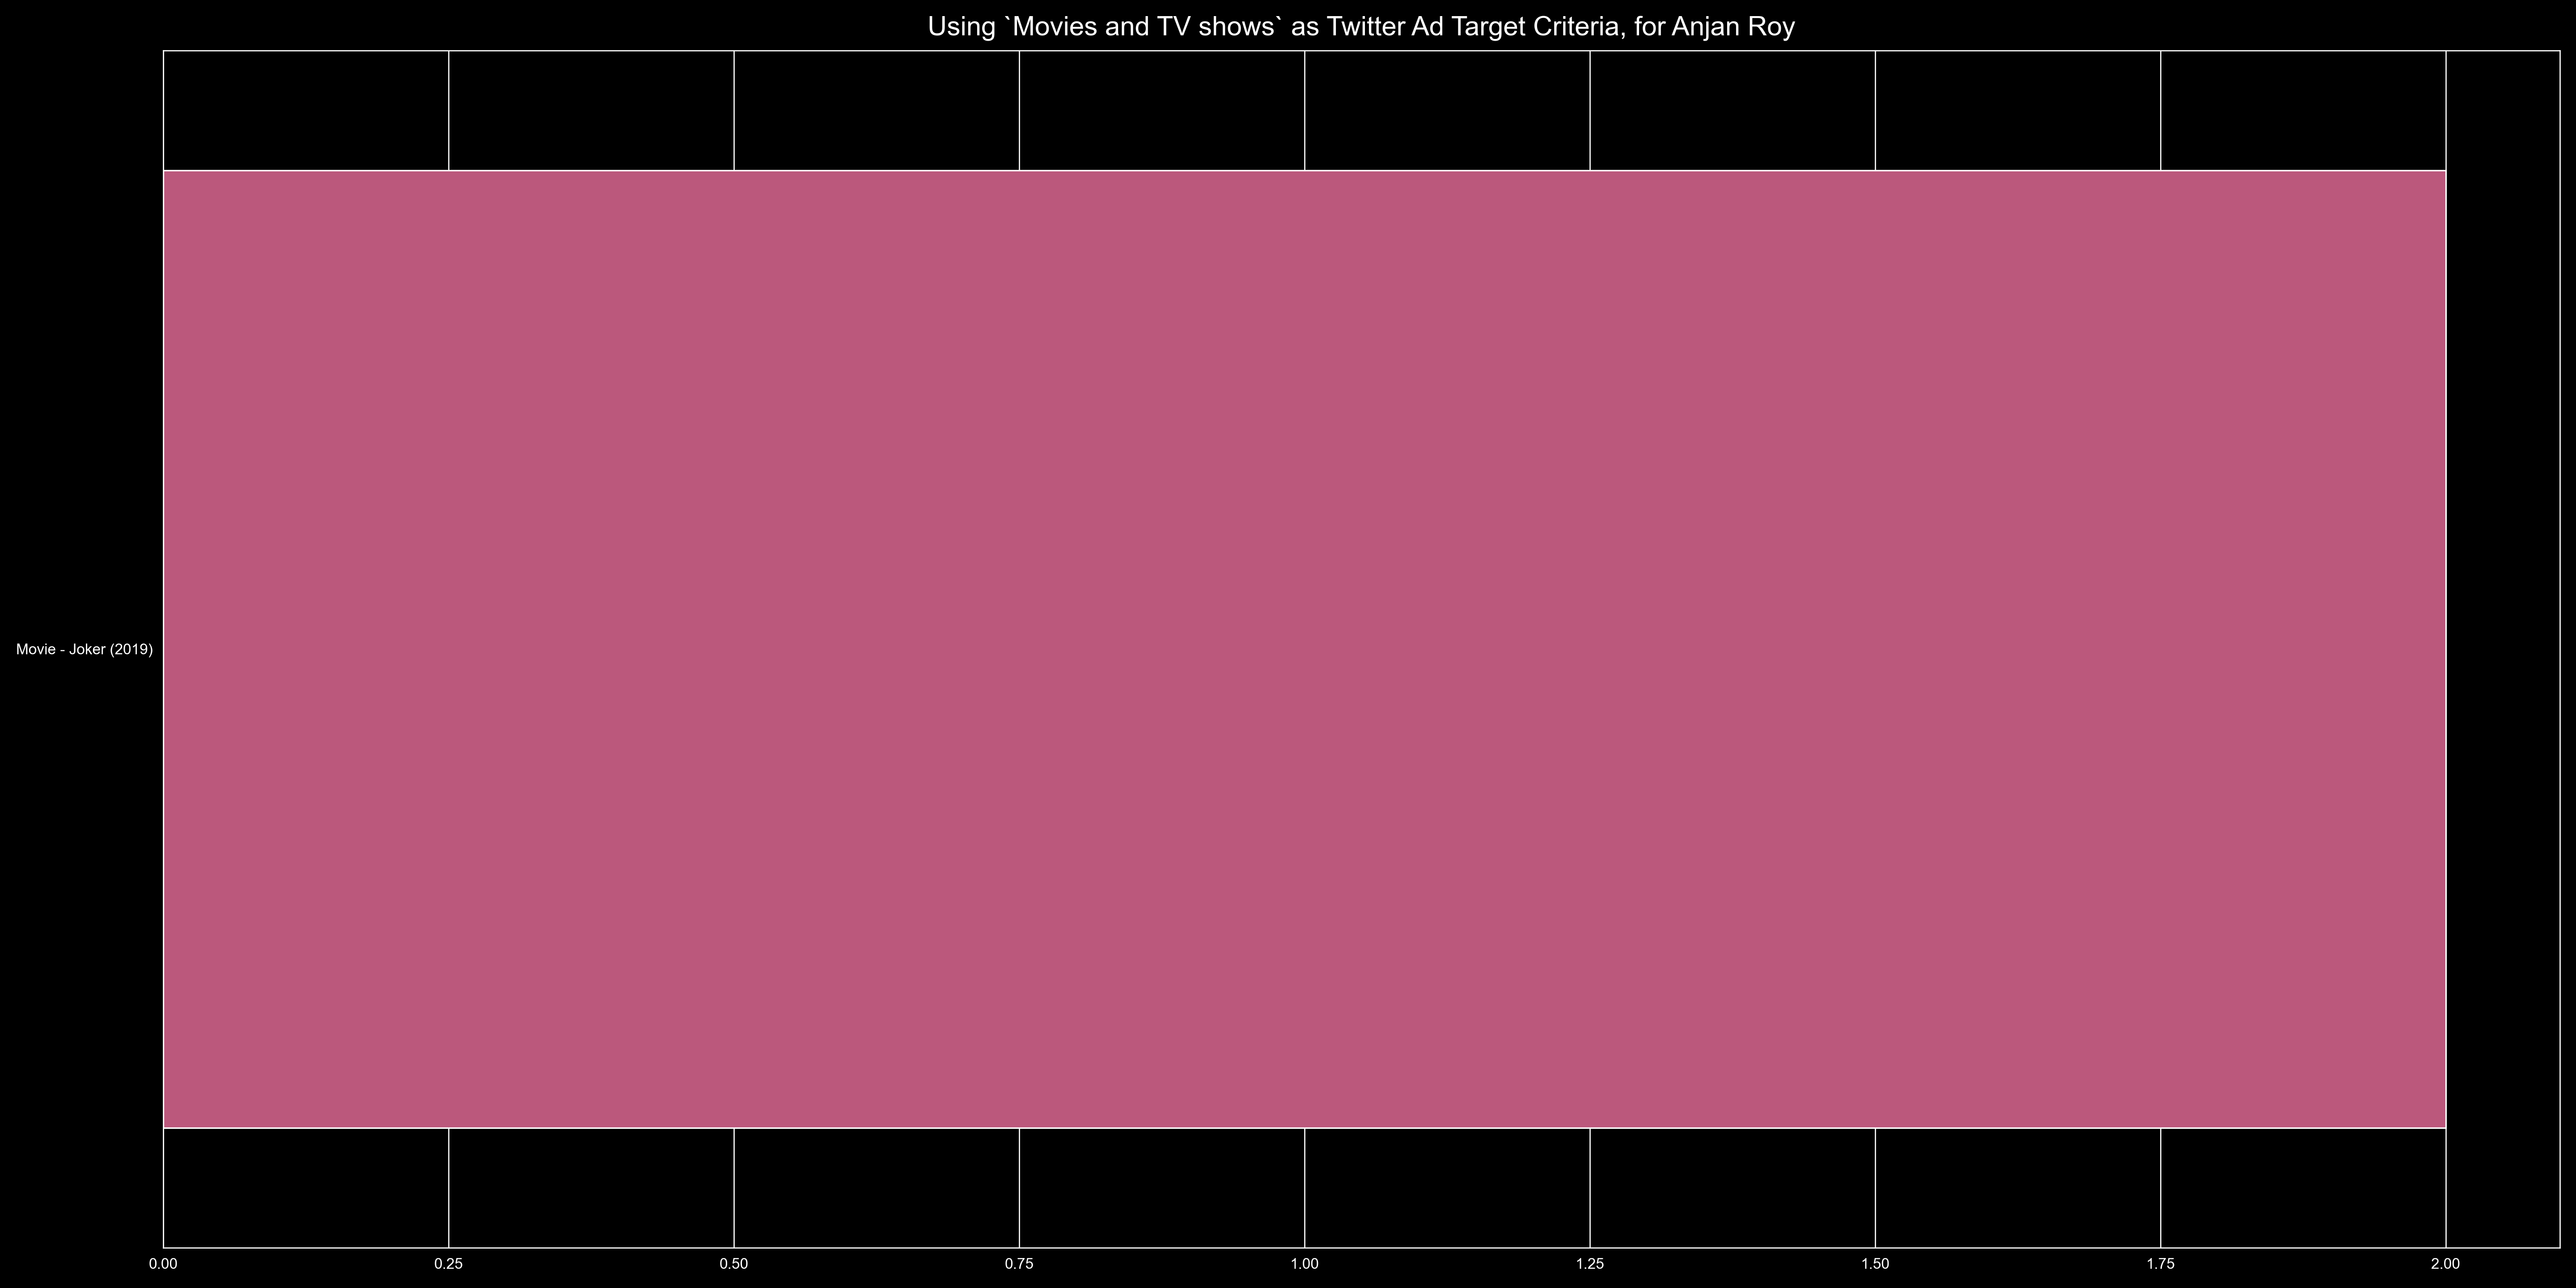 Using `Movies and TV shows` as Twitter Ad Target Criteria, for Anjan Roy
Movie - Joker (2019)
0.00 0.25 0.50 0.75 1.00 1.25 1.50 1.75 2.00